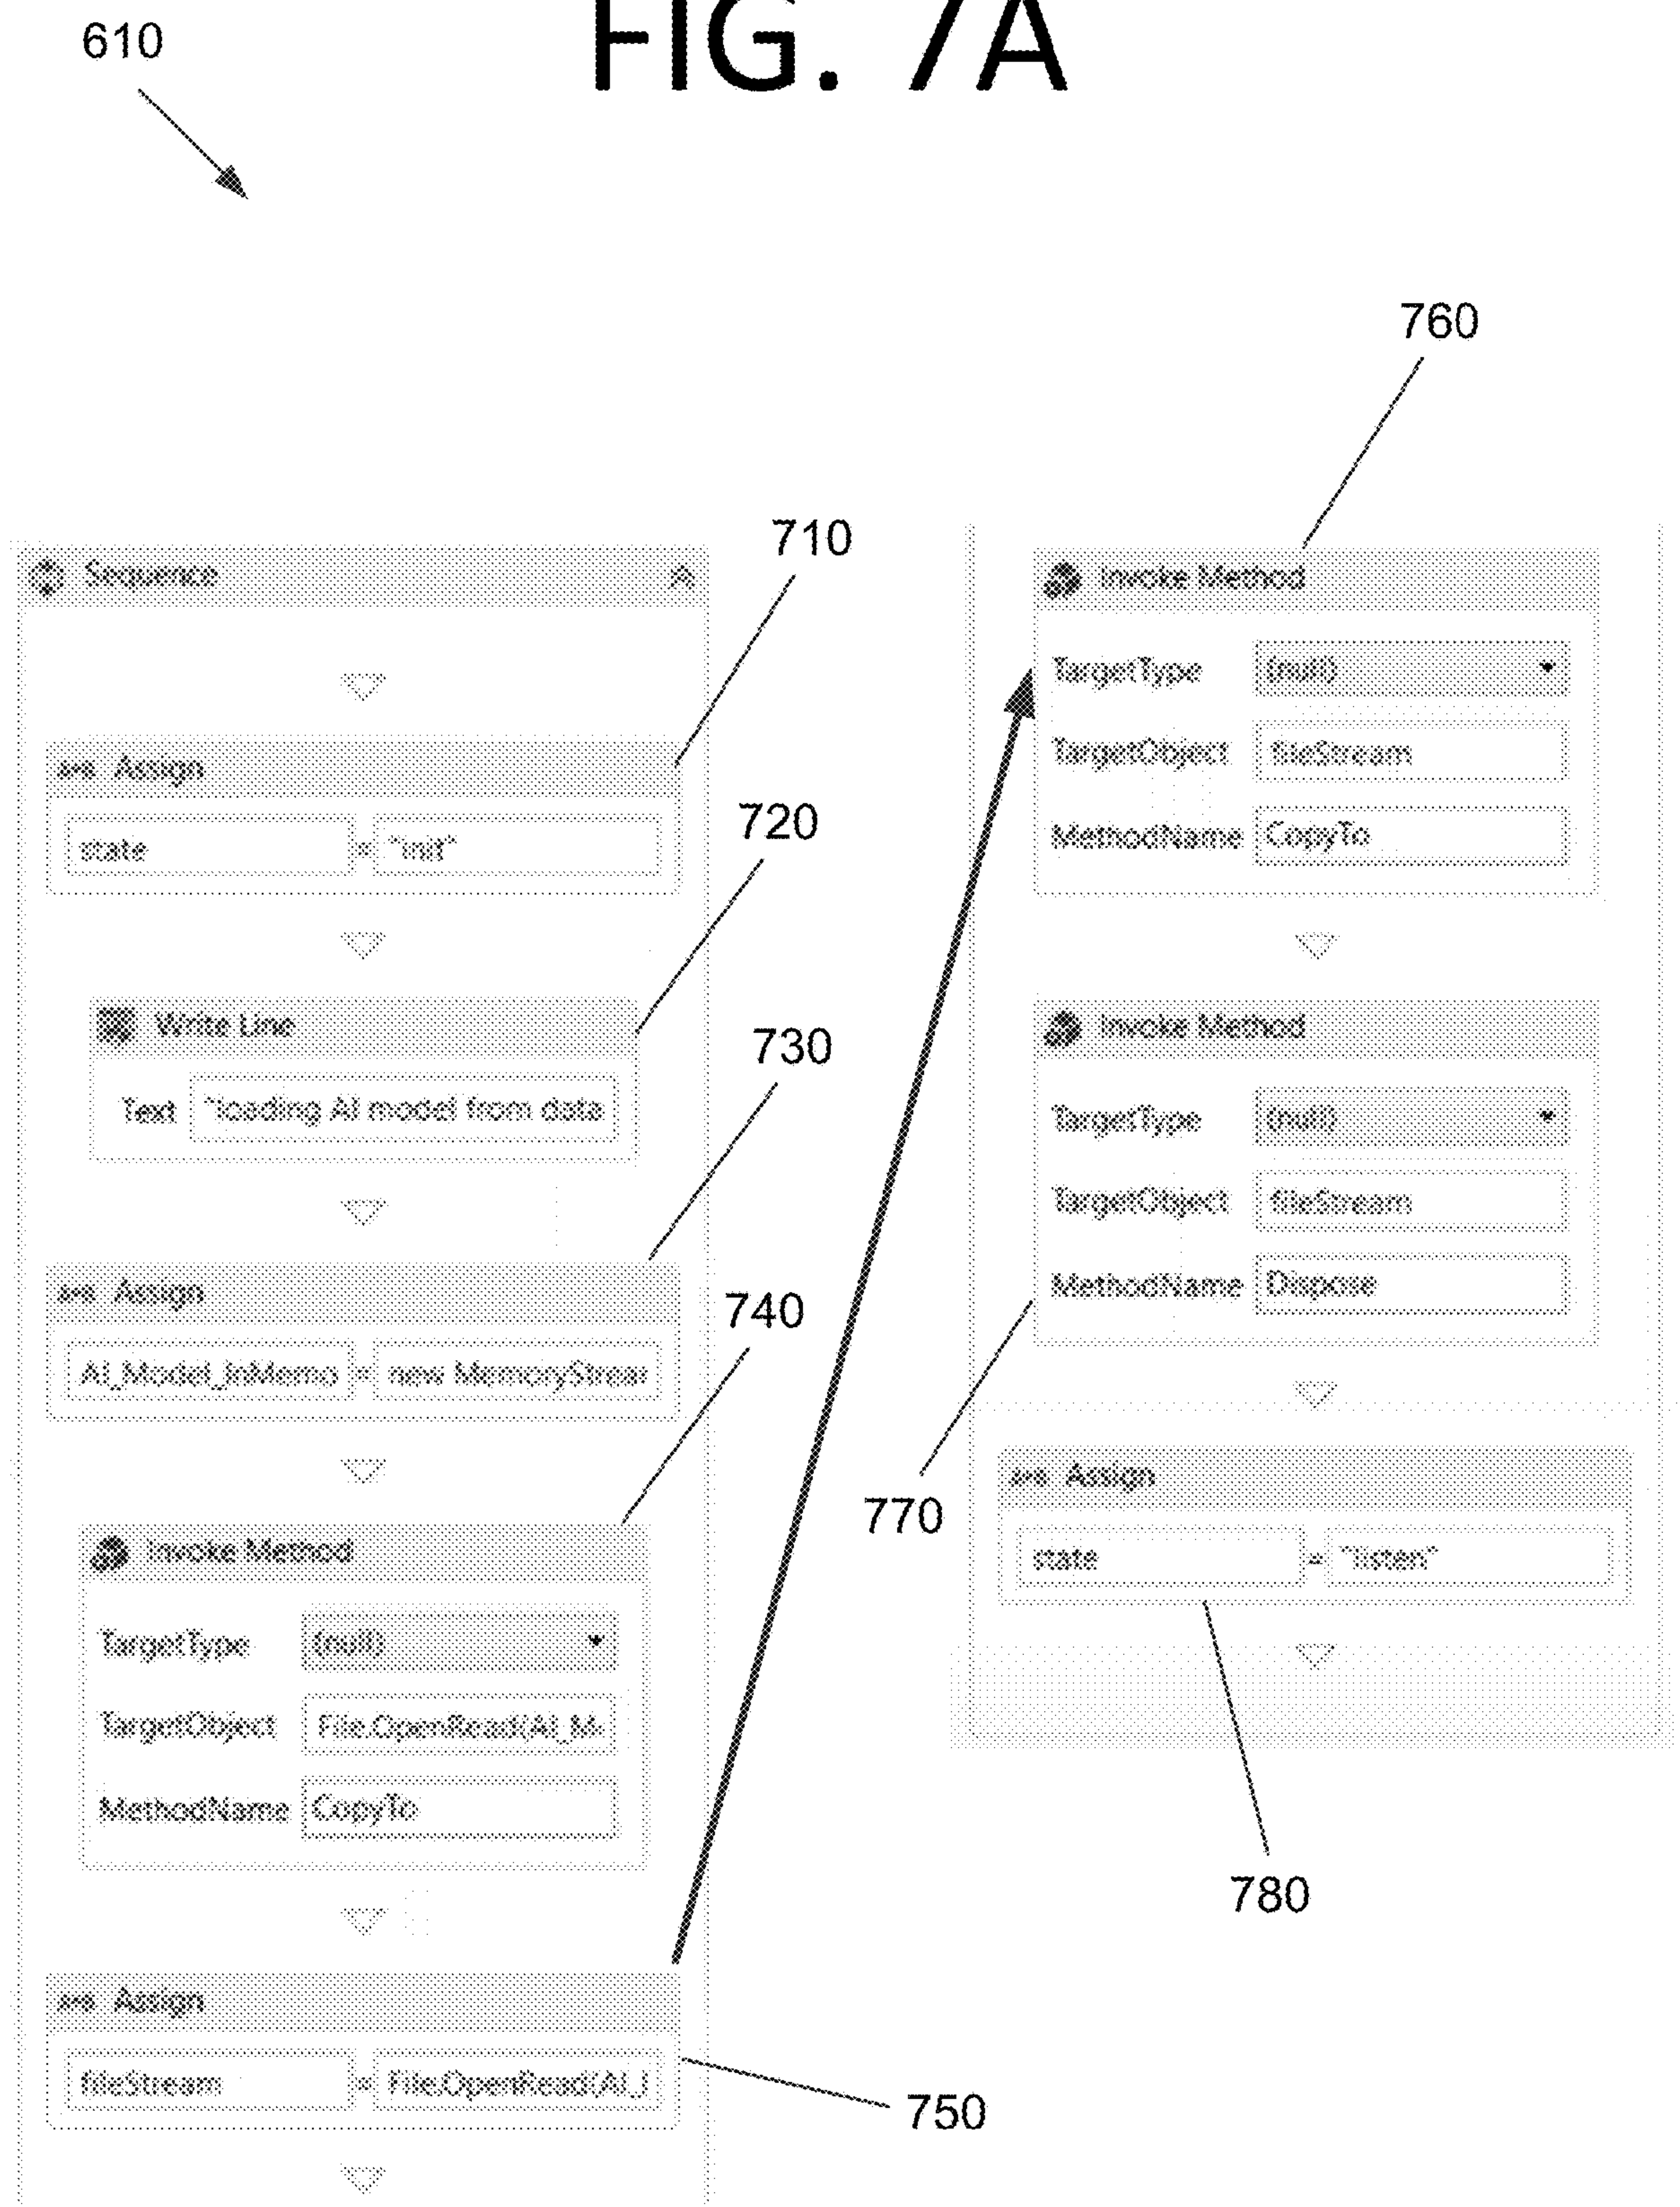 FIG. 7A
610
Sequence
710
Assign
state = "init"
720
Write Line
Text "loading AI model from data
730
Assign
AI_Model_InMemo = new MemoryStrear
740
Invoke Method
TargetType (null)
TargetObject File.OpenRead(AI_M
MethodName CopyTo
Assign
fileStream = File.OpenRead(AI_
750
760
Invoke Method
TargetType (null)
TargetObject fileStream
MethodName CopyTo
Invoke Method
TargetType (null)
TargetObject fileStream
MethodName Dispose
770
Assign
state = "listen"
780